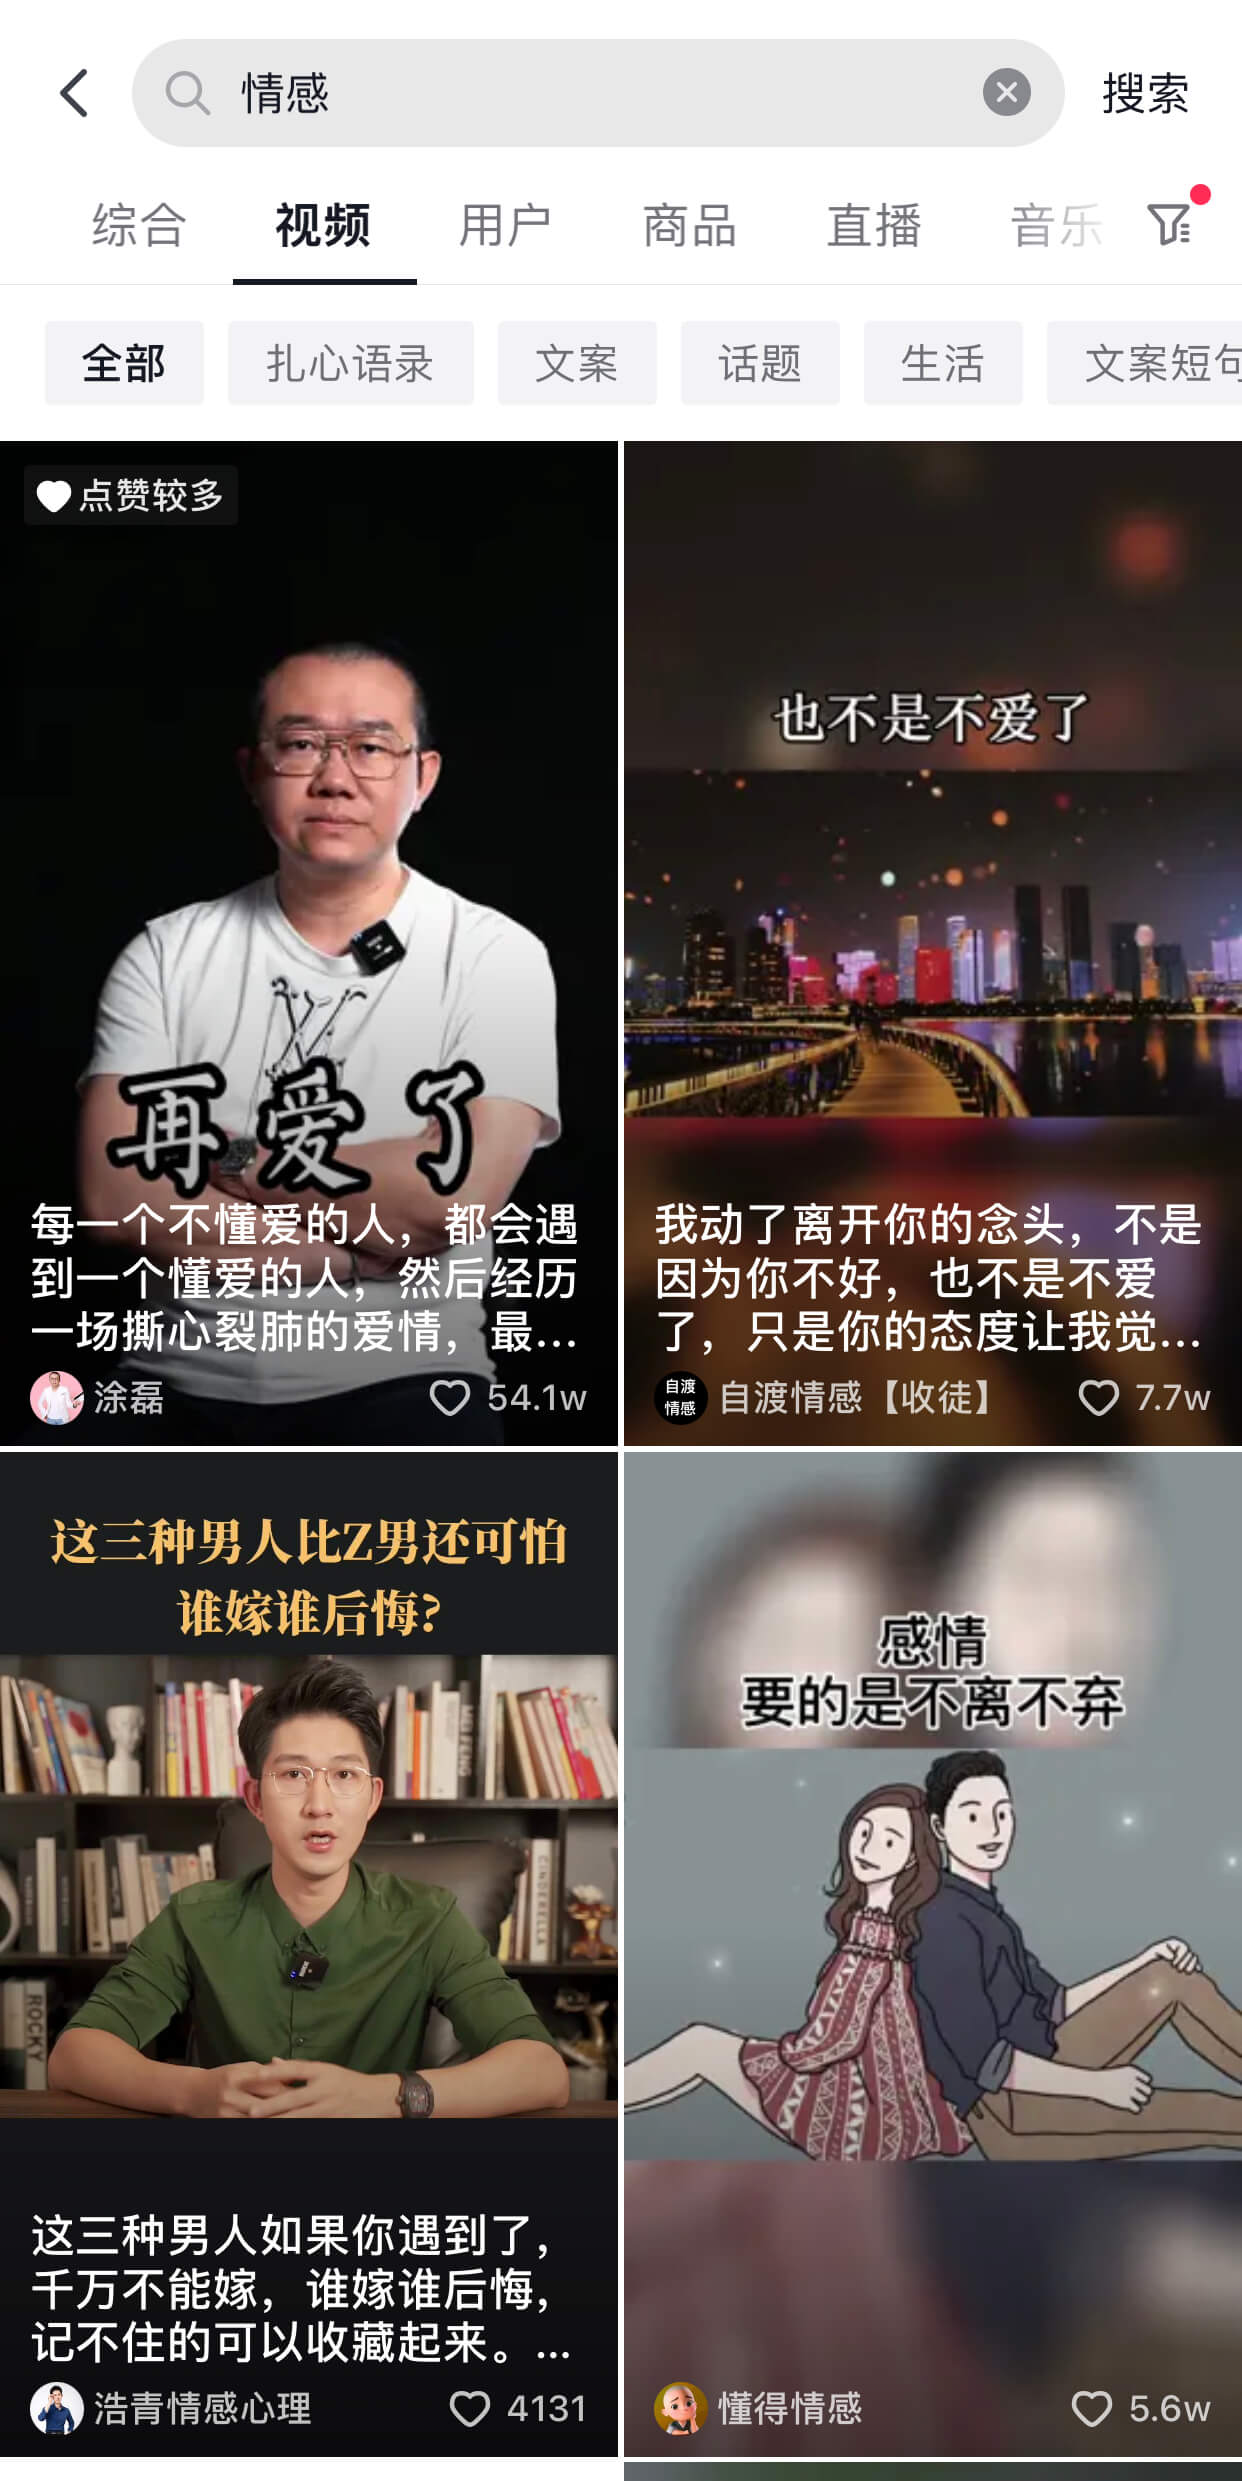 情感
搜索
综合
视频
用户
商品
直播
音乐
全部
扎心语录
文案
话题
生活
文案短句
点赞较多
再爱了
每一个不懂爱的人，都会遇
到一个懂爱的人，然后经历
一场撕心裂肺的爱情，最...
涂磊
54.1w
也不是不爱了
我动了离开你的念头，不是
因为你不好，也不是不爱
了，只是你的态度让我觉...
自渡
情感
自渡情感【收徒】
7.7w
这三种男人比Z男还可怕
谁嫁谁后悔?
MEIFENG
CINDERELLA
ROCKY
这三种男人如果你遇到了，
千万不能嫁，谁嫁谁后悔，
记不住的可以收藏起来。...
浩青情感心理
4131
感情
要的是不离不弃
懂得情感
5.6w